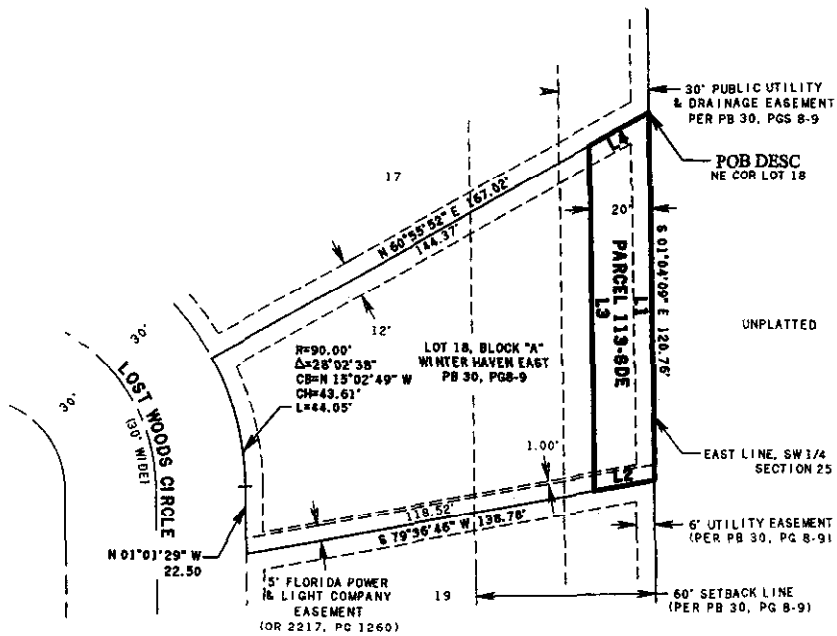 30' PUBLIC UTILITY
& DRAINAGE EASEMENT
PER PB 30, PGS 8-9
POB DESC
NE COR LOT 18
17
L4
N 60°55'52" E 167.02'
144.37'
20'
PARCEL 113-SDE
L1
L3
S 01°04'09" E 120.76'
UNPLATTED
12'
30'
30'
LOST WOODS CIRCLE
(30' WIDE)
R=90.00'
Δ=28°02'38"
CB=N 15°02'49" W
CH=43.61'
L=44.05'
LOT 18, BLOCK "A"
WINTER HAVEN EAST
PB 30, PG8-9
1.00'
EAST LINE, SW 1/4
SECTION 25
L2
118.52'
S 79°36'46" W 138.78'
6' UTILITY EASEMENT
(PER PB 30, PG 8-9)
N 01°01'29" W
22.50
5' FLORIDA POWER
& LIGHT COMPANY
EASEMENT
(OR 2217, PG 1260)
19
60' SETBACK LINE
(PER PB 30, PG 8-9)